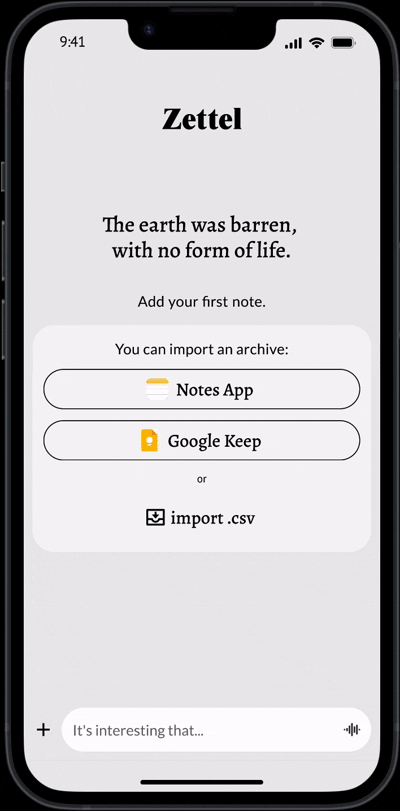 9:41
Zettel
The earth was barren,
with no form of life.
Add your first note.
You can import an archive:
Notes App
Google Keep
or
import .csv
It's interesting that...